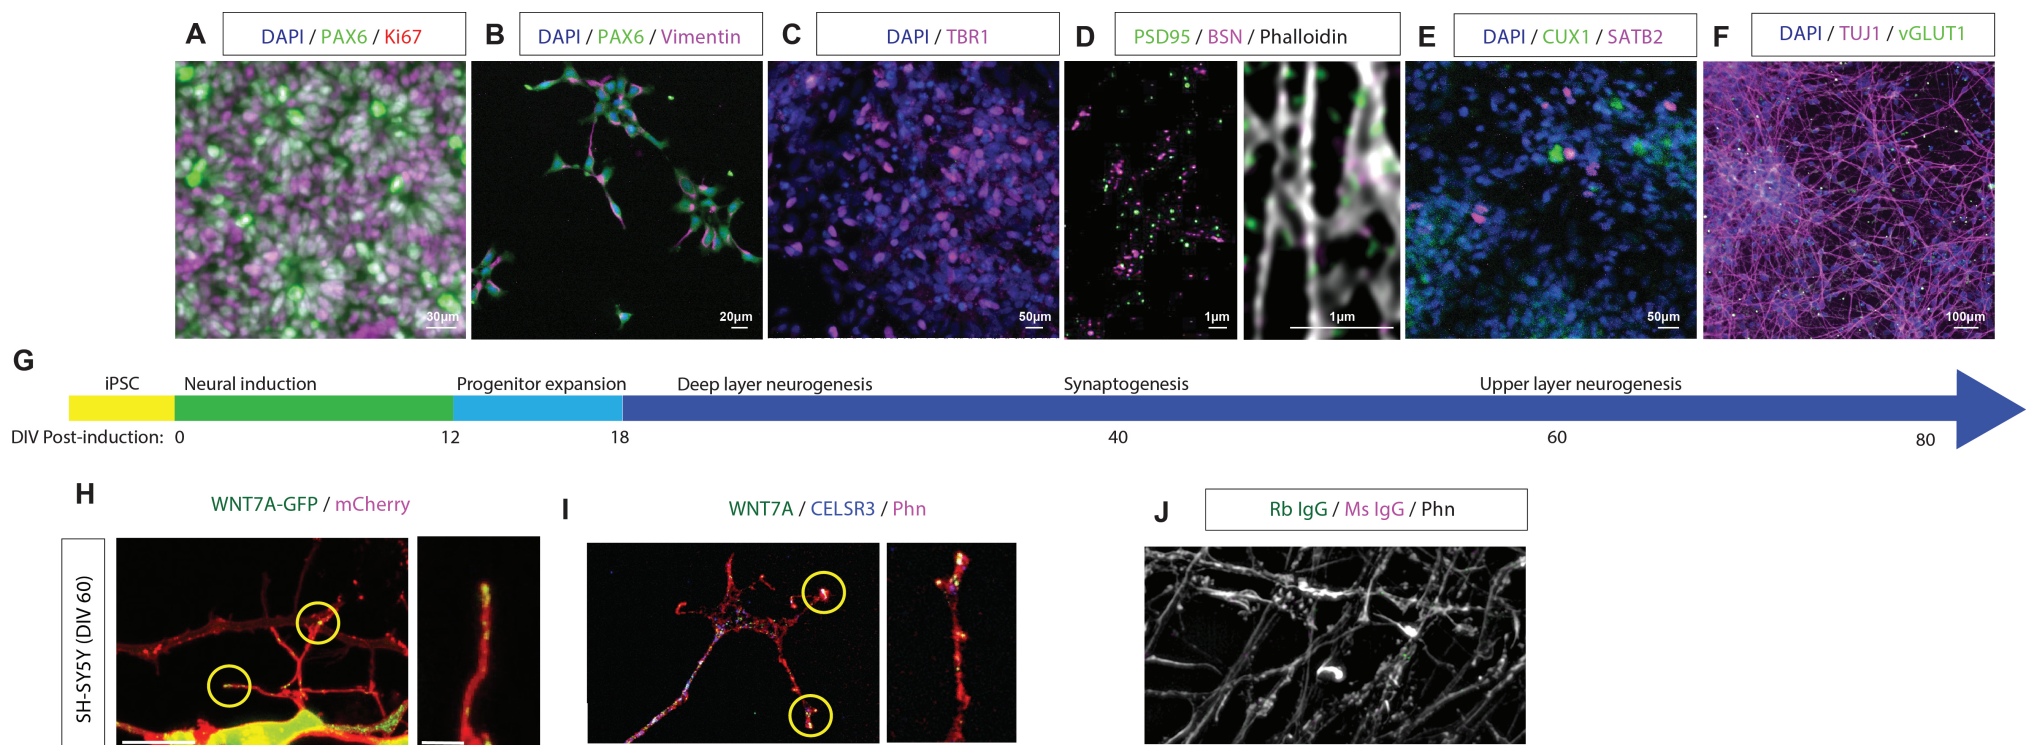 A DAPI / PAX6 / Ki67
B DAPI / PAX6 / Vimentin
C DAPI / TBR1
D PSD95 / BSN / Phalloidin
E DAPI / CUX1 / SATB2
F DAPI / TUJ1 / vGLUT1
30µm
20µm
50µm
1µm
1µm
50µm
100µm
G
iPSC
Neural induction
Progenitor expansion
Deep layer neurogenesis
Synaptogenesis
Upper layer neurogenesis
DIV Post-induction: 0 12 18 40 60 80
H WNT7A-GFP / mCherry
I WNT7A / CELSR3 / Phn
J Rb IgG / Ms IgG / Phn
SH-SY5Y (DIV 60)